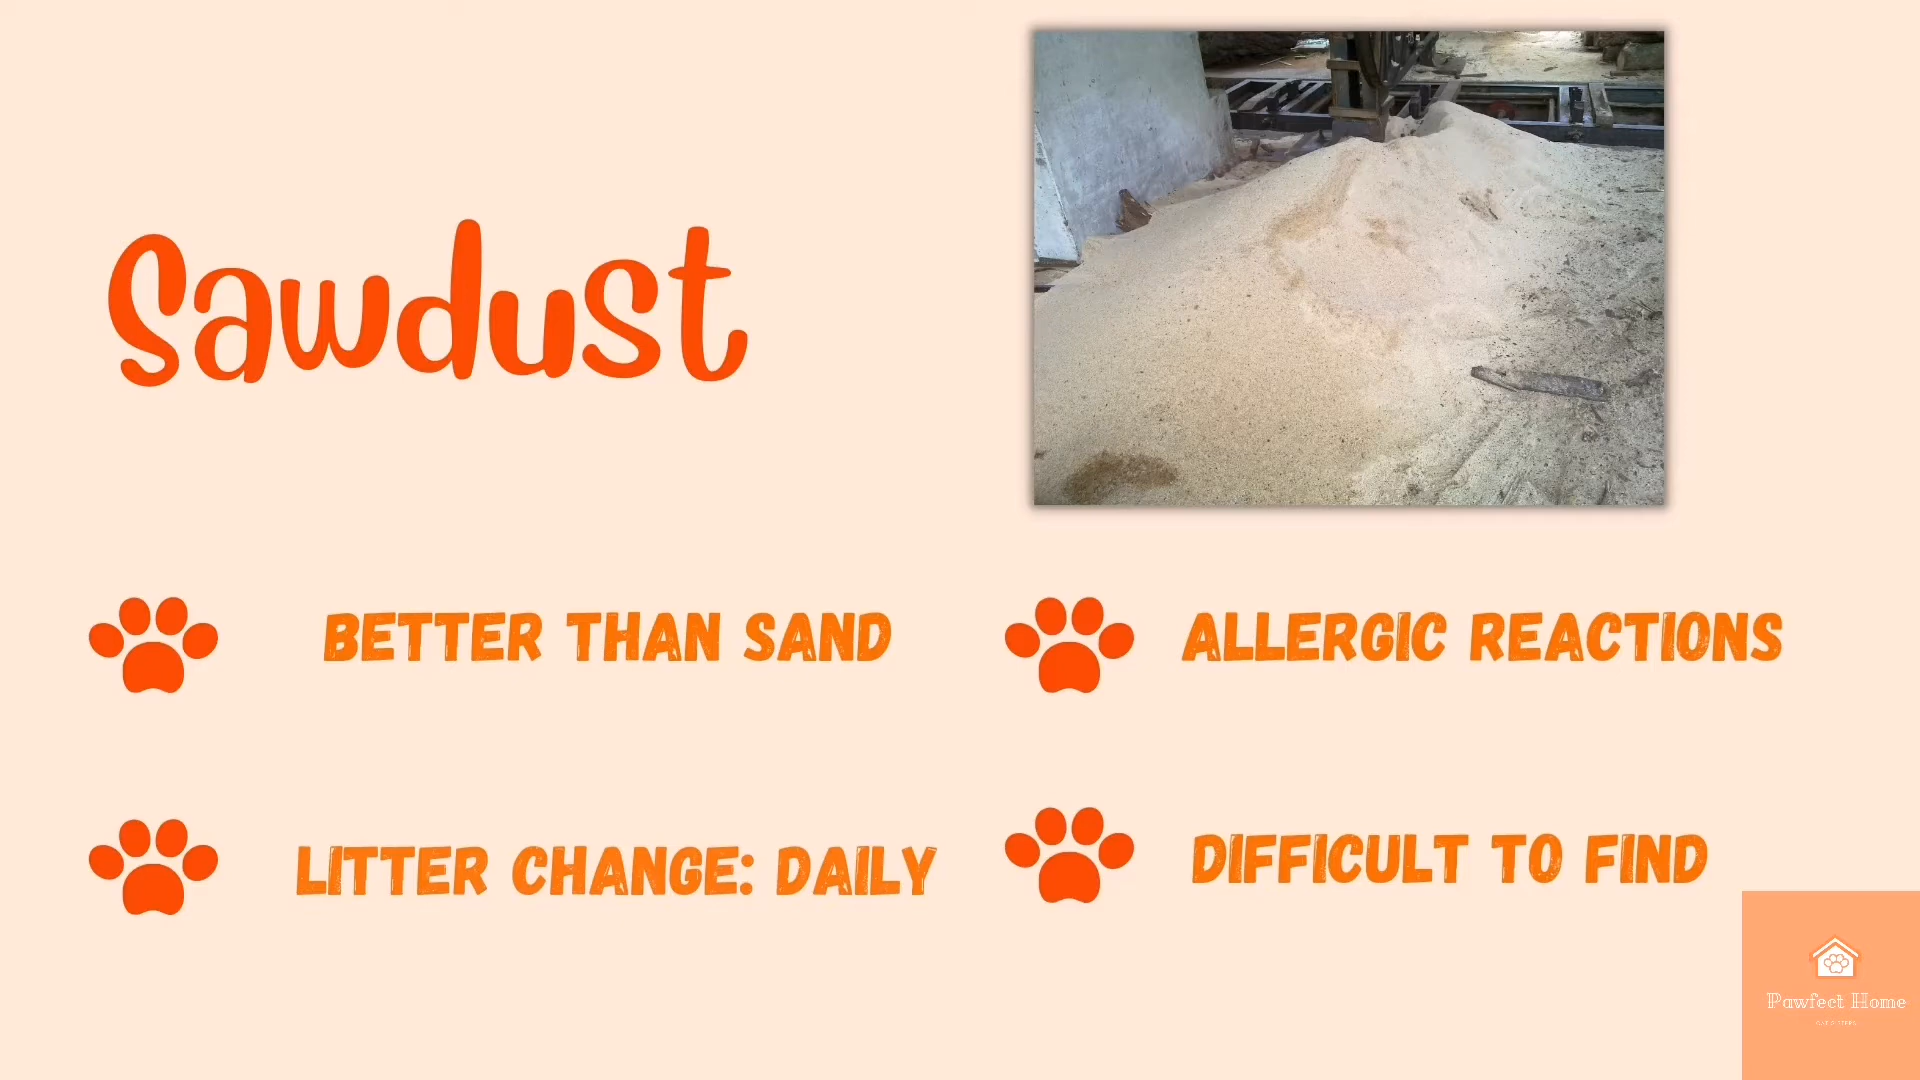 Sawdust
BETTER THAN SAND
ALLERGIC REACTIONS
LITTER CHANGE: DAILY
DIFFICULT TO FIND
Pawfect Home